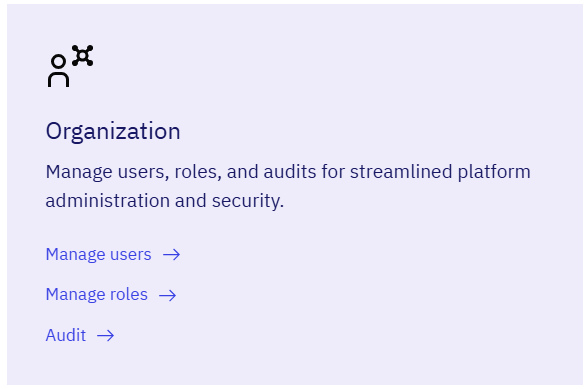 Organization
Manage users, roles, and audits for streamlined platform
administration and security.
Manage users →
Manage roles →
Audit →